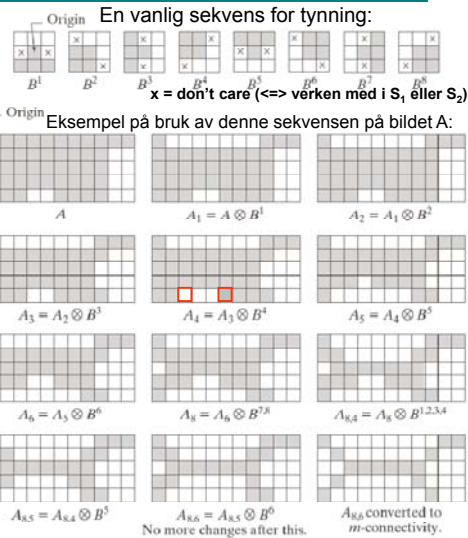 En vanlig sekvens for tynning:
Origin
x x x x x x x x x x x x x x x x
B¹ B² B³ B⁴ B⁵ B⁶ B⁷ B⁸
x = don't care (<=> verken med i S₁ eller S₂)
Origin
Eksempel på bruk av denne sekvensen på bildet A:
A A₁ = A ⊗ B¹ A₂ = A₁ ⊗ B²
A₃ = A₂ ⊗ B³ A₄ = A₃ ⊗ B⁴ A₅ = A₄ ⊗ B⁵
A₆ = A₅ ⊗ B⁶ A₈ = A₆ ⊗ B⁷,⁸ A₈,₄ = A₈ ⊗ B¹,²,³,⁴
A₈,₅ = A₈,₄ ⊗ B⁵ A₈,₆ = A₈,₅ ⊗ B⁶ A₈,₆ converted to
No more changes after this. m-connectivity.